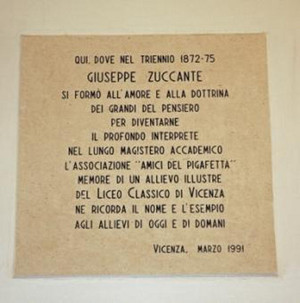 QUI, DOVE NEL TRIENNIO 1872-75
GIUSEPPE ZUCCANTE
SI FORMÒ ALL'AMORE E ALLA DOTTRINA
DEI GRANDI DEL PENSIERO
PER DIVENTARNE
IL PROFONDO INTERPRETE
NEL LUNGO MAGISTERO ACCADEMICO
L'ASSOCIAZIONE "AMICI DEL PIGAFETTA"
MEMORE DI UN ALLIEVO ILLUSTRE
DEL LICEO CLASSICO DI VICENZA
NE RICORDA IL NOME E L'ESEMPIO
AGLI ALLIEVI DI OGGI E DI DOMANI
VICENZA, MARZO 1991